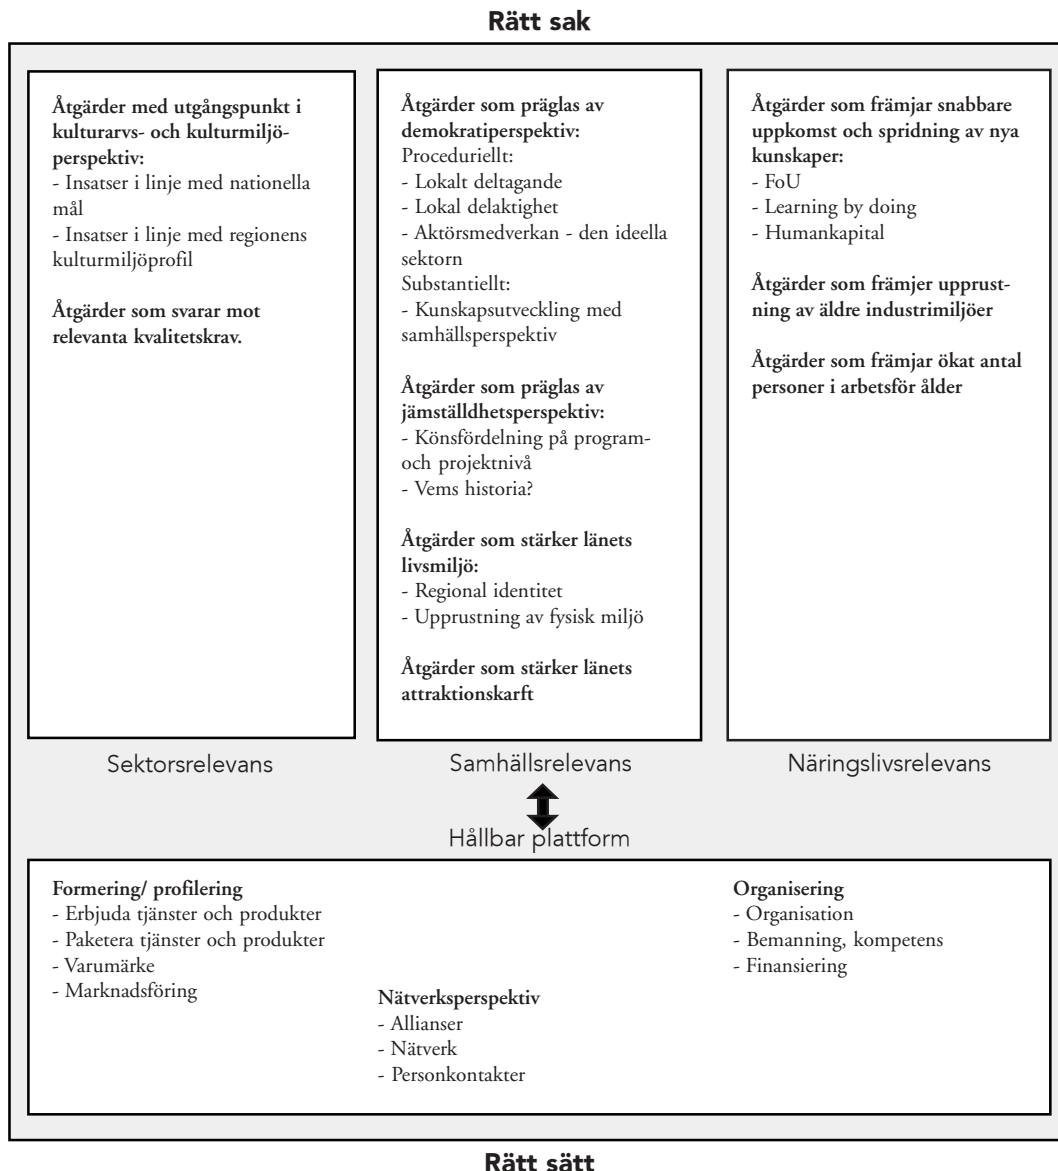 Rätt sak
Åtgärder med utgångspunkt i
kulturarvs- och kulturmiljö-
perspektiv:
- Insatser i linje med nationella
mål
- Insatser i linje med regionens
kulturmiljöprofil
Åtgärder som svarar mot
relevanta kvalitetskrav.
Sektorsrelevans
Åtgärder som präglas av
demokratiperspektiv:
Proceduriellt:
- Lokalt deltagande
- Lokal delaktighet
- Aktörsmedverkan - den ideella
sektorn
Substantiellt:
- Kunskapsutveckling med
samhällsperspektiv
Åtgärder som präglas av
jämställdhetsperspektiv:
- Könsfördelning på program-
och projektnivå
- Vems historia?
Åtgärder som stärker länets
livsmiljö:
- Regional identitet
- Upprustning av fysisk miljö
Åtgärder som stärker länets
attraktionskarft
Samhällsrelevans
Åtgärder som främjar snabbare
uppkomst och spridning av nya
kunskaper:
- FoU
- Learning by doing
- Humankapital
Åtgärder som främjer upprust-
ning av äldre industrimiljöer
Åtgärder som främjar ökat antal
personer i arbetsför ålder
Näringslivsrelevans
Hållbar plattform
Formering/ profilering
- Erbjuda tjänster och produkter
- Paketera tjänster och produkter
- Varumärke
- Marknadsföring
Nätverksperspektiv
- Allianser
- Nätverk
- Personkontakter
Organisering
- Organisation
- Bemanning, kompetens
- Finansiering
Rätt sätt